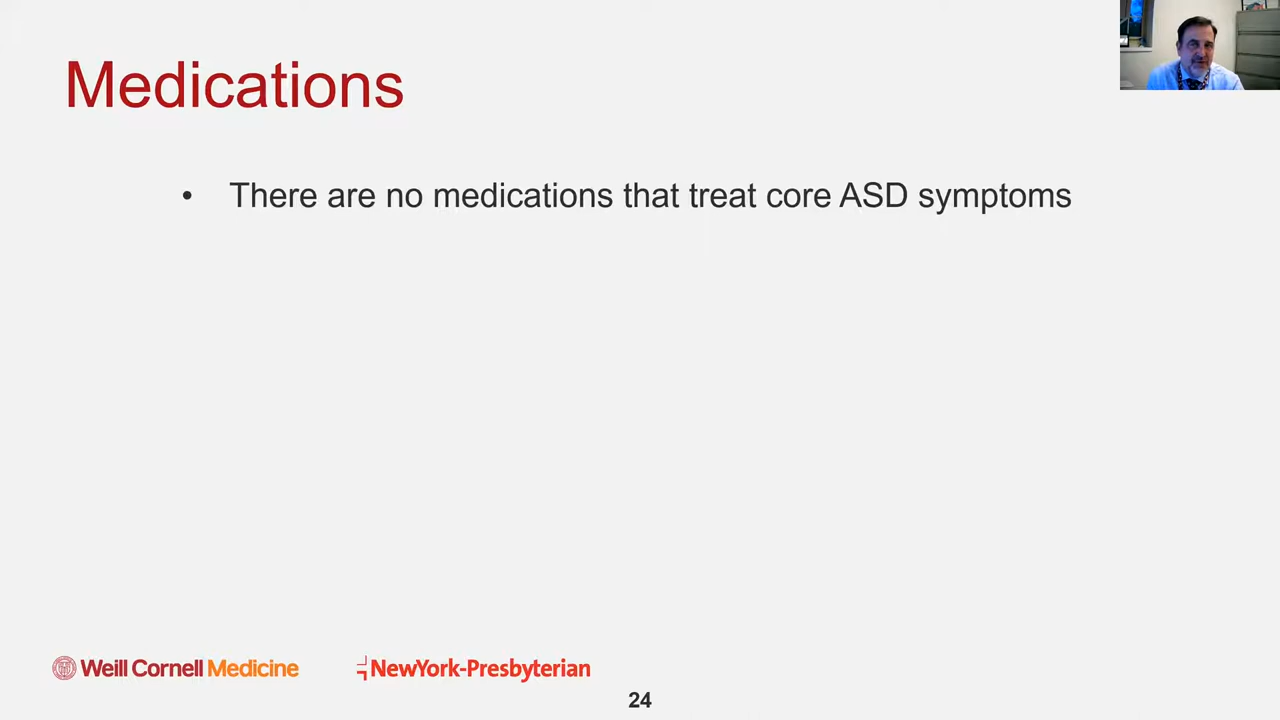 Medications
• There are no medications that treat core ASD symptoms
Weill Cornell Medicine
NewYork-Presbyterian
24